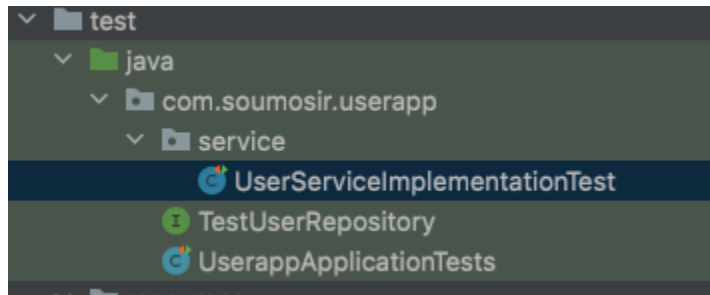 test
java
com.soumosir.userapp
service
UserServiceImplementationTest
TestUserRepository
UserappApplicationTests